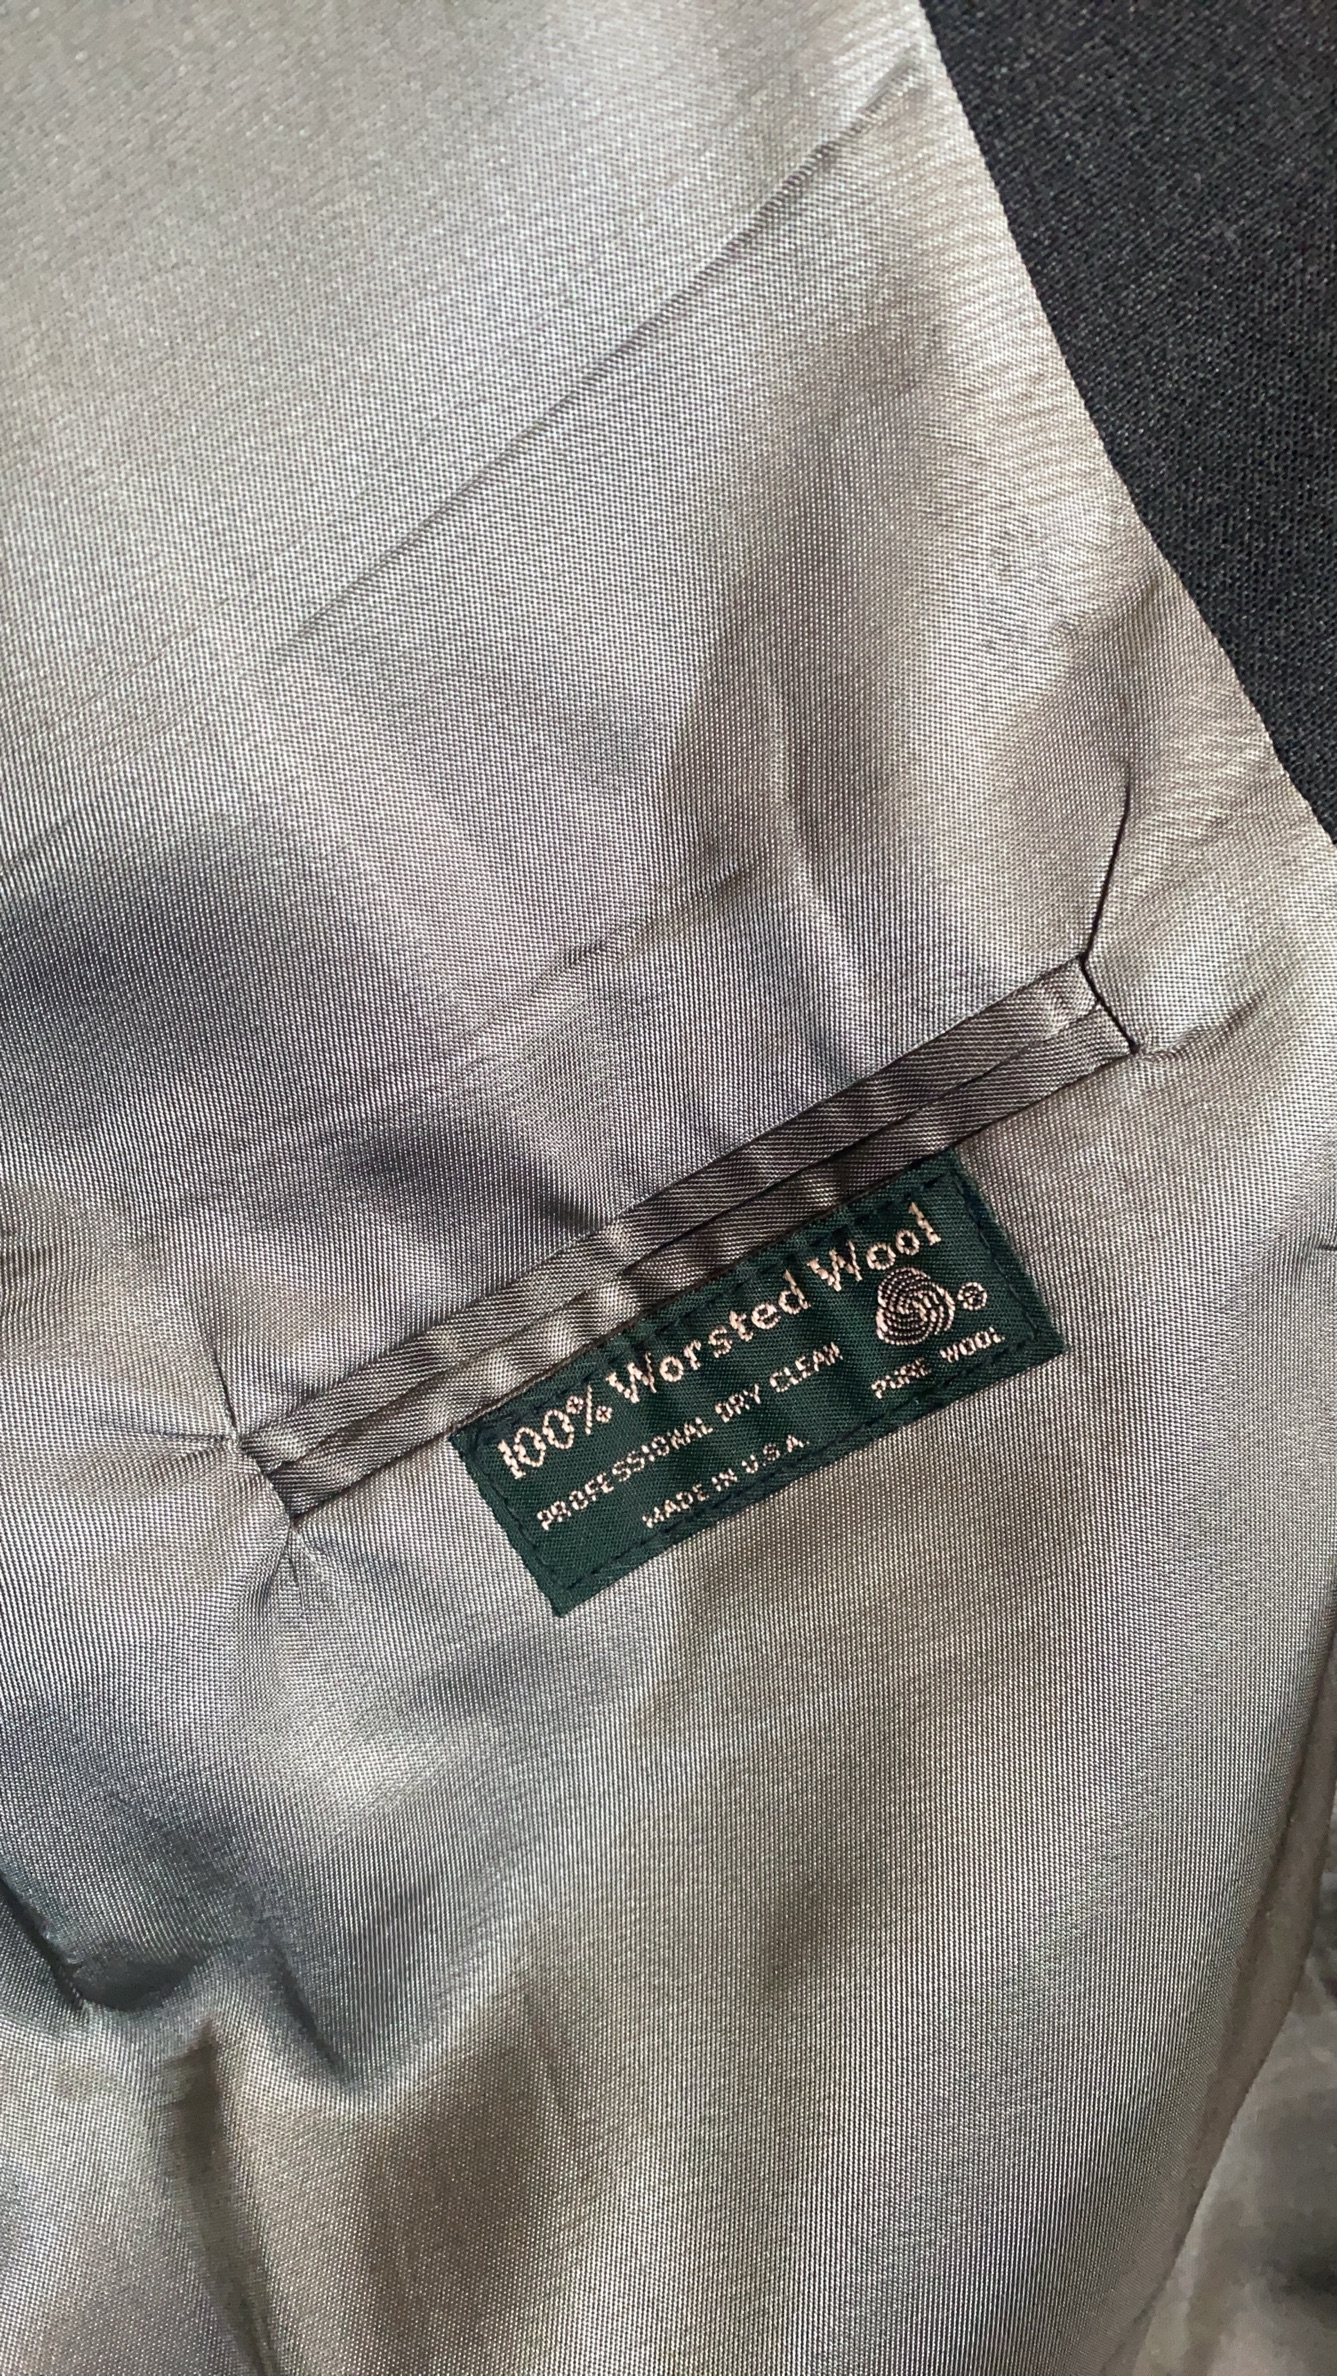 100% Worsted Wool
PROFESSIONAL DRY CLEAN
MADE IN U.S.A.
®
PURE WOOL